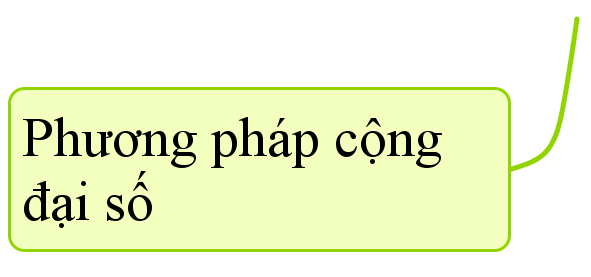 Phương pháp cộng
đại số